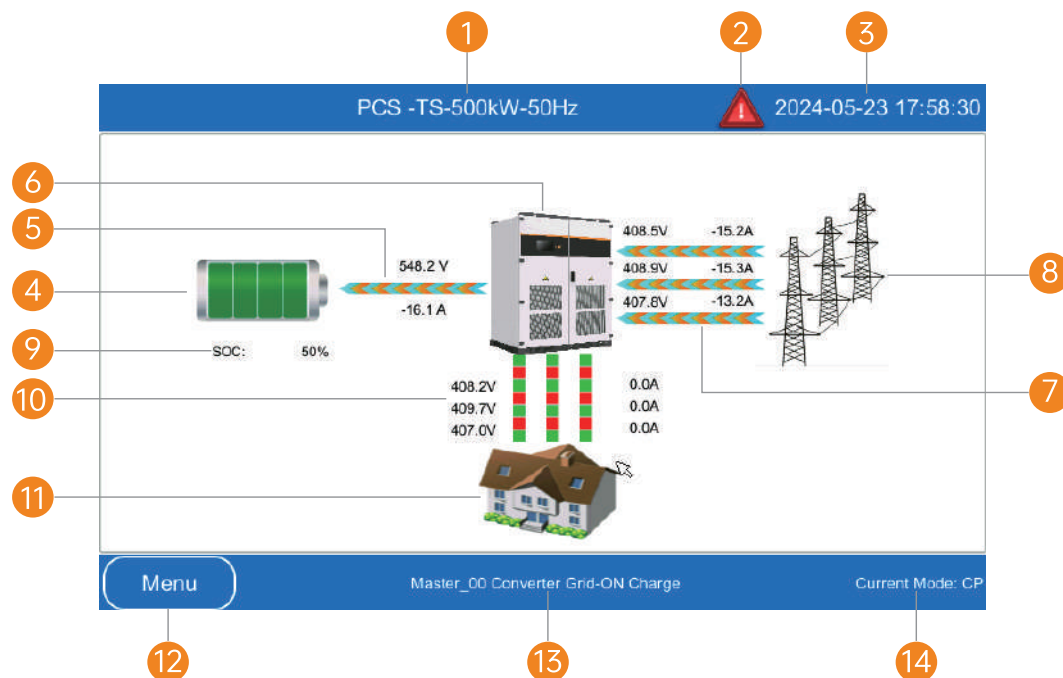 1
2
3
PCS -TS-500kW-50Hz
2024-05-23 17:58:30
6
5
4
9
10
11
548.2 V
-16.1 A
SOC: 50%
408.5V -15.2A
408.9V -15.3A
407.8V -13.2A
8
7
408.2V 0.0A
409.7V 0.0A
407.0V 0.0A
Menu
Master_00 Converter Grid-ON Charge
Current Mode: CP
12
13
14